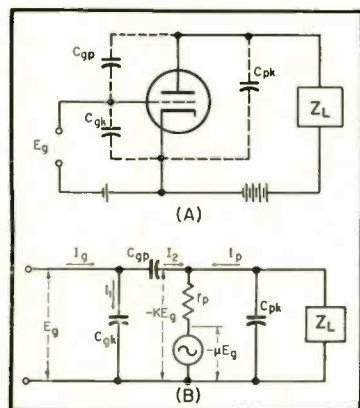 Cgp
Cpk
Cgk
Eg
ZL
(A)
Ig
Cgp
I2
Ip
I1
rp
-KEg
Eg
Cgk
-μEg
Cpk
ZL
(B)